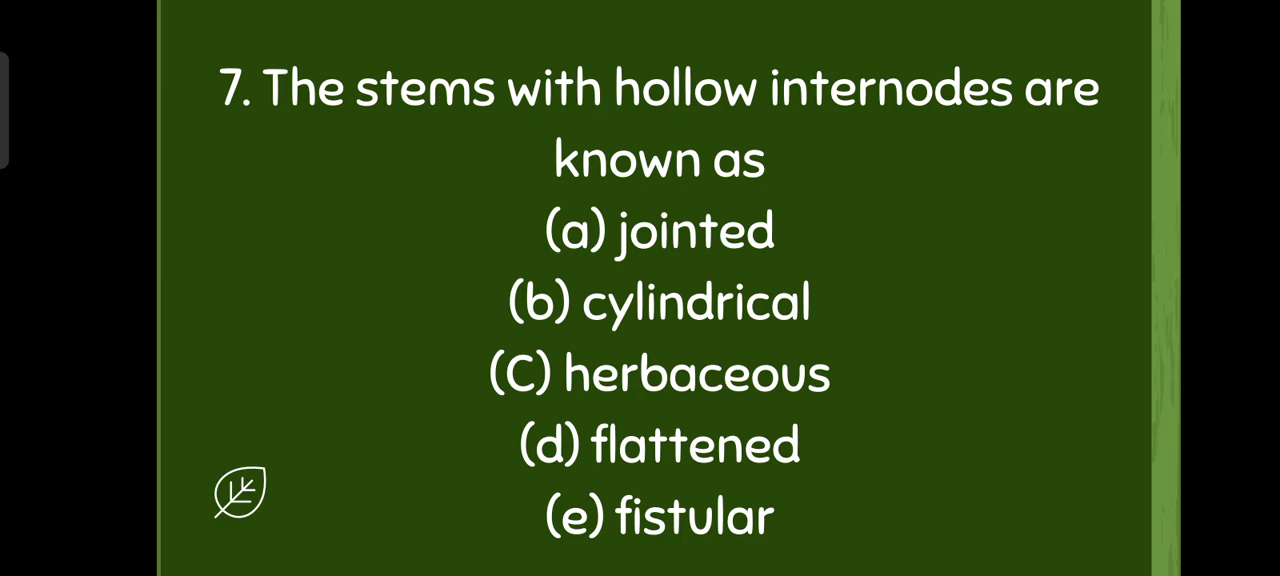 7. The stems with hollow internodes are
known as
(a) jointed
(b) cylindrical
(C) herbaceous
(d) flattened
(e) fistular